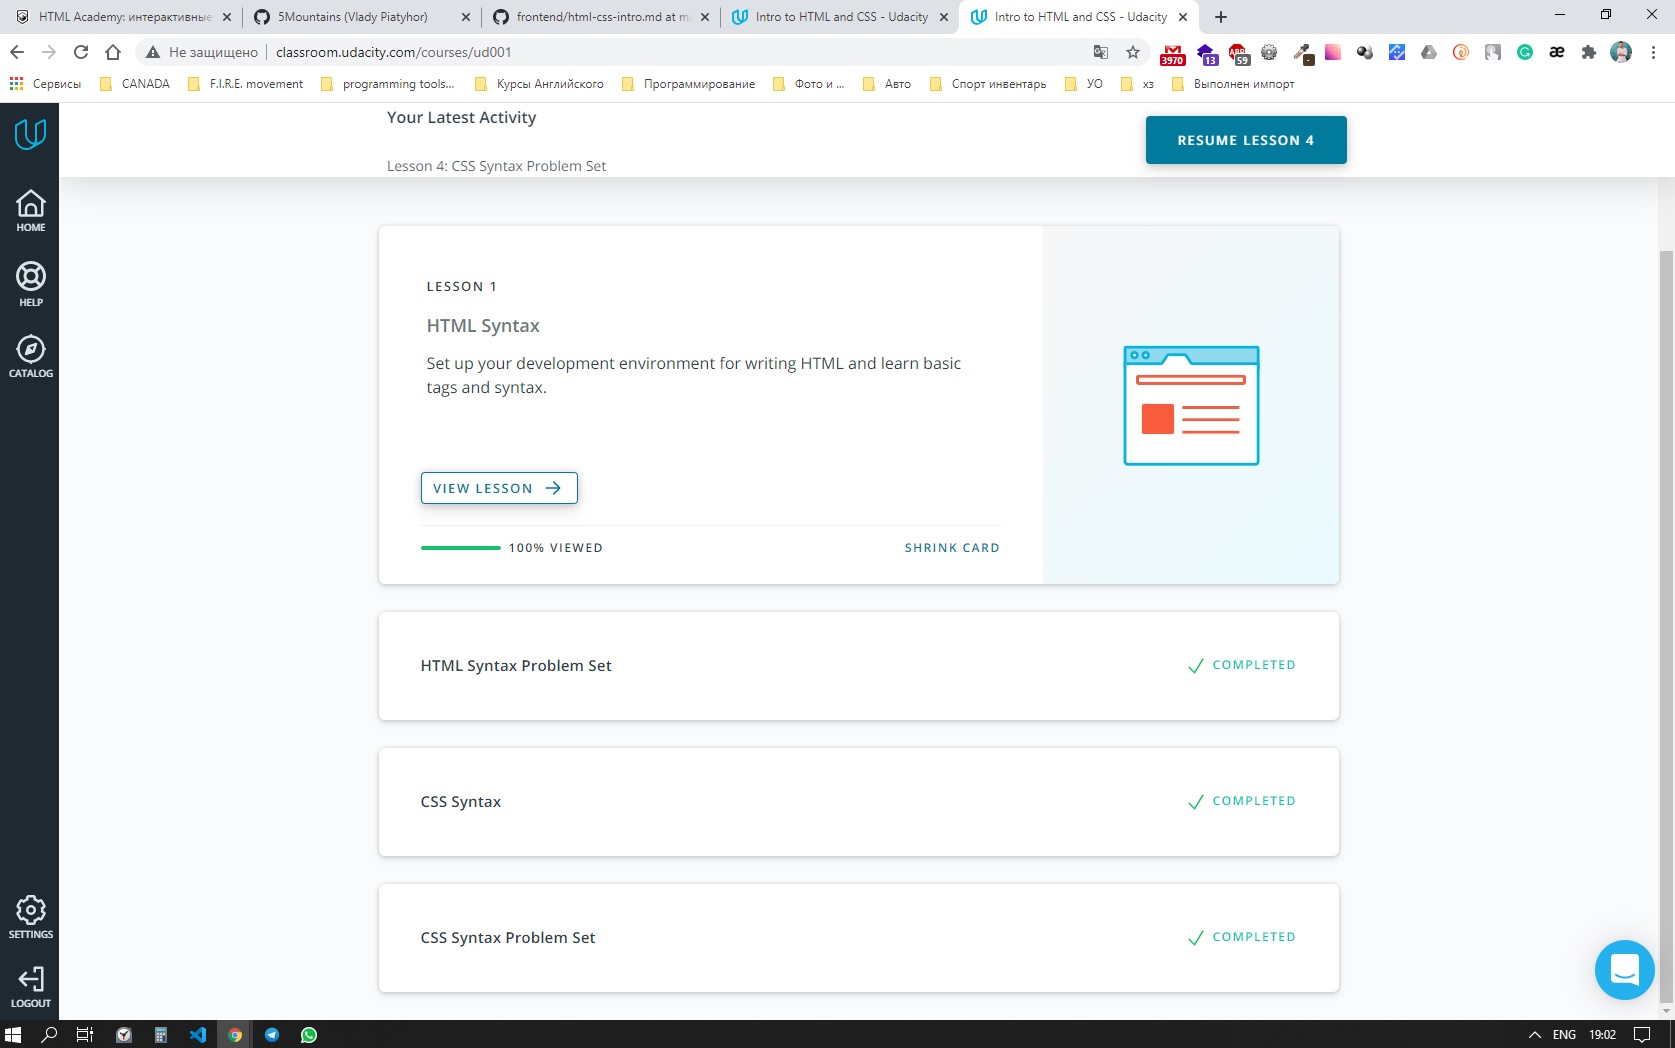 HTML Academy: интерактивные
5Mountains (Vlady Piatyhor)
frontend/html-css-intro.md at ma
Intro to HTML and CSS - Udacity
Intro to HTML and CSS - Udacity
Не защищено
classroom.udacity.com/courses/ud001
3970
13
ABP
59
æ
Сервисы
CANADA
F.I.R.E. movement
programming tools...
Курсы Английского
Программирование
Фото и ...
Авто
Спорт инвентарь
УО
хз
Выполнен импорт
Your Latest Activity
Lesson 4: CSS Syntax Problem Set
RESUME LESSON 4
HOME
HELP
CATALOG
SETTINGS
LOGOUT
LESSON 1
HTML Syntax
Set up your development environment for writing HTML and learn basic
tags and syntax.
VIEW LESSON
100% VIEWED
SHRINK CARD
HTML Syntax Problem Set
COMPLETED
CSS Syntax
COMPLETED
CSS Syntax Problem Set
COMPLETED
ENG
19:02